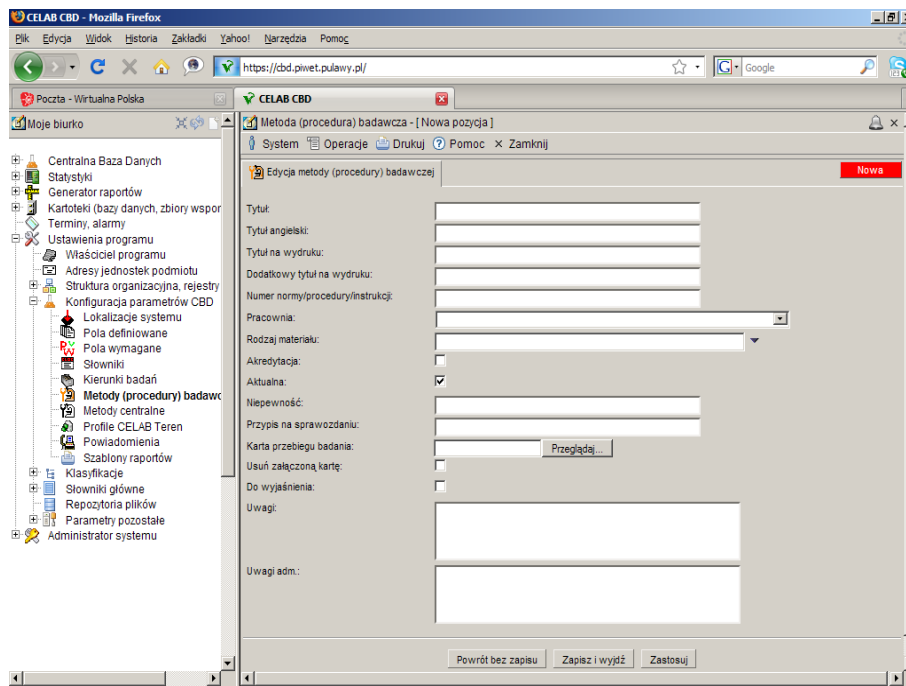 CELAB CBD - Mozilla Firefox
Plik Edycja Widok Historia Zakładki Yahoo! Narzędzia Pomoc
https://cbd.piwet.pulawy.pl/
G Google
Poczta - Wirtualna Polska
CELAB CBD
Moje biurko
Centralna Baza Danych
Statystyki
Generator raportów
Kartoteki (bazy danych, zbiory wspor
Terminy, alarmy
Ustawienia programu
Właściciel programu
Adresy jednostek podmiotu
Struktura organizacyjna, rejestry
Konfiguracja parametrów CBD
Lokalizacje systemu
Pola definiowane
Pola wymagane
Słowniki
Kierunki badań
Metody (procedury) badawc
Metody centralne
Profile CELAB Teren
Powiadomienia
Szablony raportów
Klasyfikacje
Słowniki główne
Repozytoria plików
Parametry pozostałe
Administrator systemu
Metoda (procedura) badawcza - [ Nowa pozycja ]
System Operacje Drukuj Pomoc Zamknij
Edycja metody (procedury) badawczej
Nowa
Tytuł:
Tytuł angielski:
Tytuł na wydruku:
Dodatkowy tytuł na wydruku:
Numer normy/procedury/instrukcji:
Pracownia:
Rodzaj materiału:
Akredytacja:
Aktualna:
Niepewność:
Przypis na sprawozdaniu:
Karta przebiegu badania:
Przeglądaj...
Usuń załączoną kartę:
Do wyjaśnienia:
Uwagi:
Uwagi adm.:
Powrót bez zapisu Zapisz i wyjdź Zastosuj